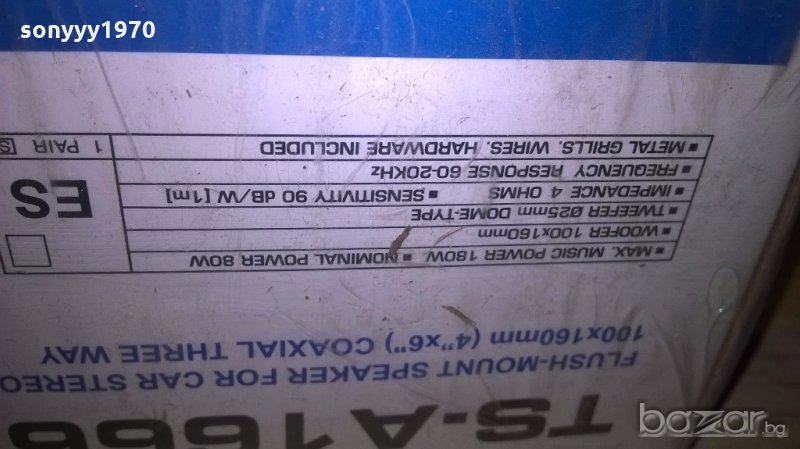 sonyyy1970
TS-A1666
FLUSH-MOUNT SPEAKER FOR CAR STEREO
100x160mm (4"x6") COAXIAL THREE WAY
▪ MAX. MUSIC POWER 180W ▪ NOMINAL POWER 80W
▪ WOOFER 100x160mm
▪ TWEEFER Ø25mm DOME-TYPE
▪ IMPEDANCE 4 OHMS ▪ SENSITIVITY 90 dB/W [1m]
▪ FREQUENCY RESPONSE 60-20KHz
▪ METAL GRILLS, WIRES, HARDWARE INCLUDED
ES
1 PAIR
bazar.bg